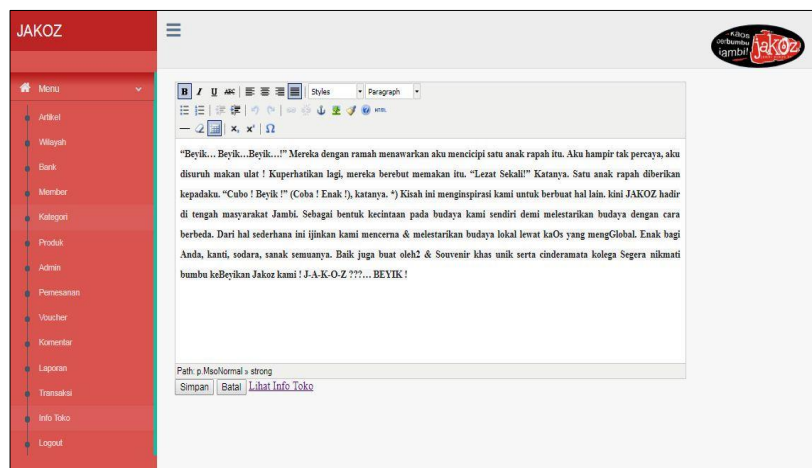 JAKOZ
kaos
perbumbu
jambi!
jakoz
Menu
Artikel
Wilayah
Bank
Member
Kategori
Produk
Admin
Pemesanan
Voucher
Komentar
Laporan
Transaksi
Info Toko
Logout
B I U ABC Styles Paragraph
HTML
x, x² Ω
“Beyik… Beyik…Beyik…!” Mereka dengan ramah menawarkan aku mencicipi satu anak rapah itu. Aku hampir tak percaya, aku
disuruh makan ulat ! Kuperhatikan lagi, mereka berebut memakan itu. “Lezat Sekali!” Katanya. Satu anak rapah diberikan
kepadaku. “Cubo ! Beyik !” (Coba ! Enak !), katanya. *) Kisah ini menginspirasi kami untuk berbuat hal lain. kini JAKOZ hadir
di tengah masyarakat Jambi. Sebagai bentuk kecintaan pada budaya kami sendiri demi melestarikan budaya dengan cara
berbeda. Dari hal sederhana ini ijinkan kami mencerna & melestarikan budaya lokal lewat kaOs yang mengGlobal. Enak bagi
Anda, kanti, sodara, sanak semuanya. Baik juga buat oleh2 & Souvenir khas unik serta cinderamata kolega Segera nikmati
bumbu keBeyikan Jakoz kami ! J-A-K-O-Z ???… BEYIK !
Path: p.MsoNormal » strong
Simpan Batal Lihat Info Toko